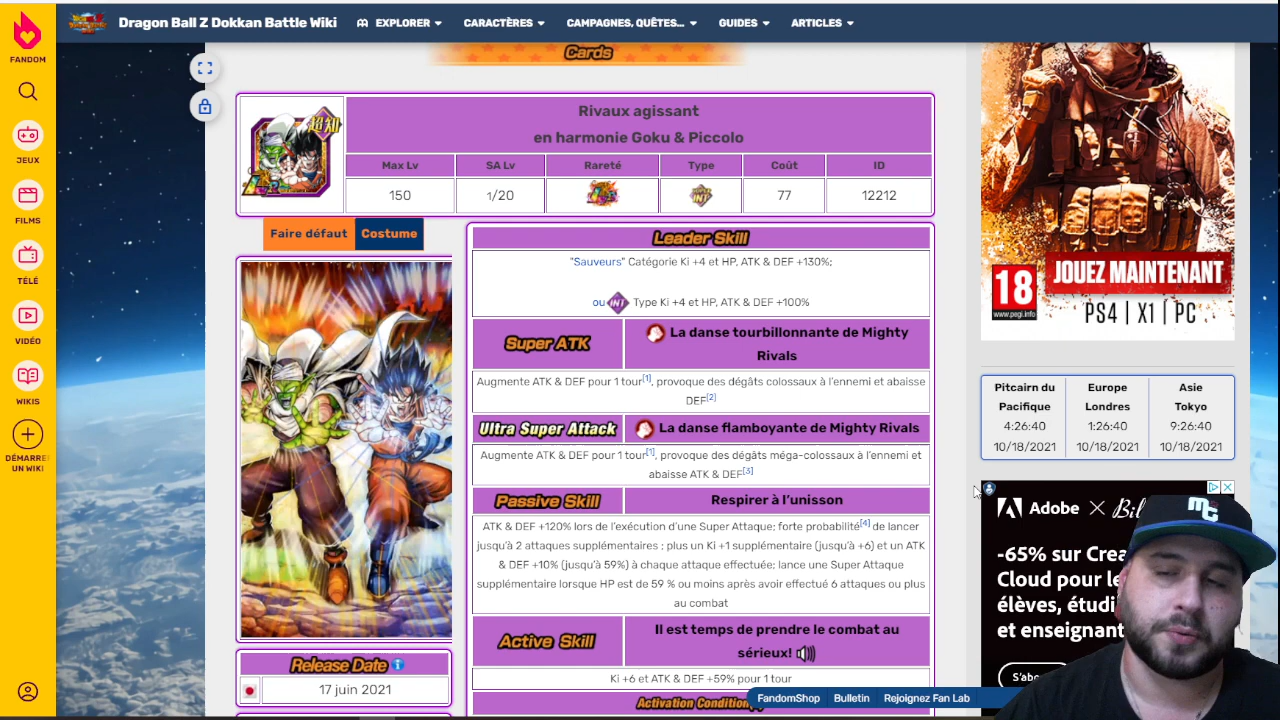 Dragon Ball Z Dokkan Battle Wiki
EXPLORER
CARACTÈRES
CAMPAGNES, QUÊTES...
GUIDES
ARTICLES
FANDOM
JEUX
FILMS
TÉLÉ
VIDÉO
WIKIS
DÉMARRER
UN WIKI
Cards
Rivaux agissant
en harmonie Goku & Piccolo
Max Lv
SA Lv
Rareté
Type
Coût
ID
150
1/20
LR
INT
77
12212
Faire défaut
Costume
Leader Skill
"Sauveurs" Catégorie Ki +4 et HP, ATK & DEF +130%;
ou INT Type Ki +4 et HP, ATK & DEF +100%
Super ATK
La danse tourbillonnante de Mighty
Rivals
Augmente ATK & DEF pour 1 tour[1], provoque des dégâts colossaux à l'ennemi et abaisse
DEF[2]
Ultra Super Attack
La danse flamboyante de Mighty Rivals
Augmente ATK & DEF pour 1 tour[1], provoque des dégâts méga-colossaux à l'ennemi et
abaisse ATK & DEF[3]
Passive Skill
Respirer à l'unisson
ATK & DEF +120% lors de l'exécution d'une Super Attaque; forte probabilité[4] de lancer
jusqu'à 2 attaques supplémentaires ; plus un Ki +1 supplémentaire (jusqu'à +6) et un ATK
& DEF +10% (jusqu'à 59%) à chaque attaque effectuée; lance une Super Attaque
supplémentaire lorsque HP est de 59 % ou moins après avoir effectué 6 attaques ou plus
au combat
Active Skill
Il est temps de prendre le combat au
sérieux!
Ki +6 et ATK & DEF +59% pour 1 tour
Activation Condition(s)
Release Date
17 juin 2021
18
www.pegi.info
JOUEZ MAINTENANT
PS4 | X1 | PC
Pitcairn du
Pacifique
4:26:40
10/18/2021
Europe
Londres
1:26:40
10/18/2021
Asie
Tokyo
9:26:40
10/18/2021
Adobe × Bil
-65% sur Crea
Cloud pour le
élèves, étudi
et enseignant
S'abo
FandomShop
Bulletin
Rejoignez Fan Lab